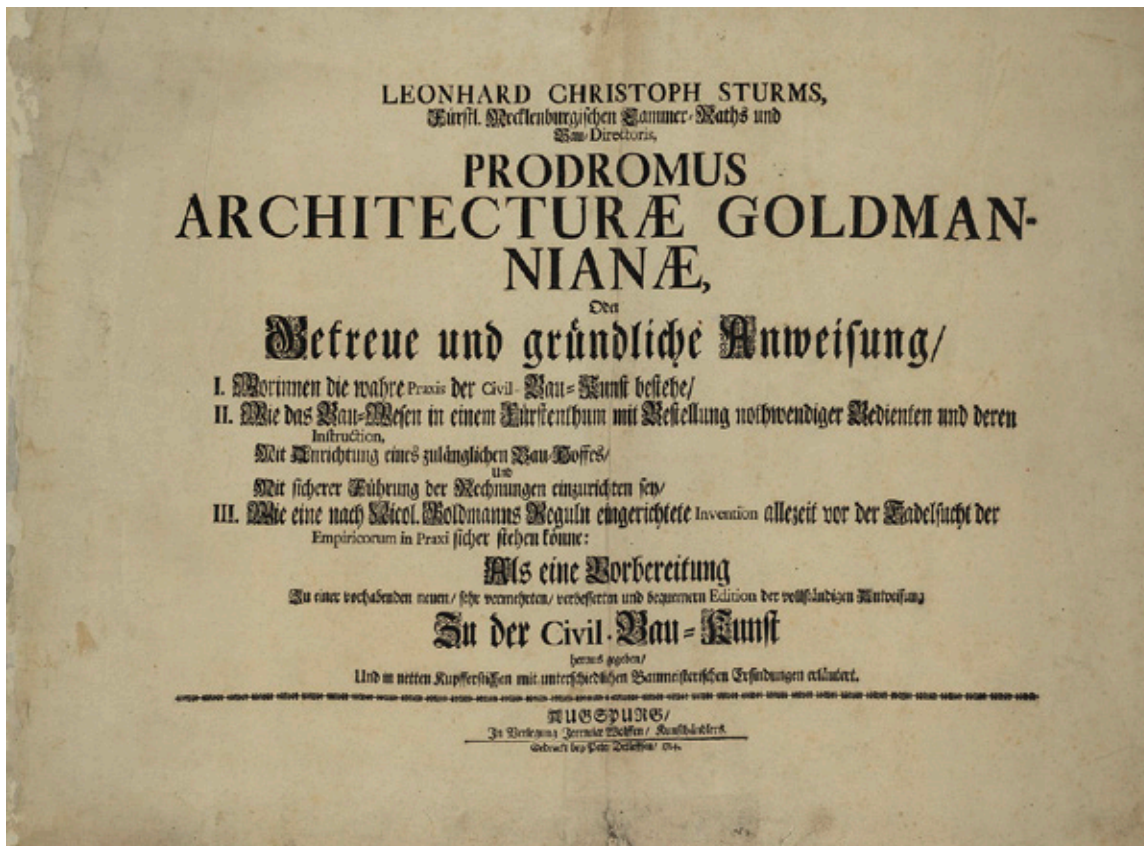 LEONHARD CHRISTOPH STURMS,
Fürstl. Mecklenburgischen Cammer-Raths und
Bau-Directoris,
PRODROMUS
ARCHITECTURÆ GOLDMAN-
NIANÆ,
Oder
Getreue und gründliche Anweisung/
I. Worinnen die wahre Praxis der Civil-Bau-Kunst bestehe/
II. Wie das Bau-Wesen in einem Fürstenthum mit Bestellung nothwendiger Bedienten und deren
Instruction,
Mit Anrichtung eines zulänglichen Bau-Hoffes/
Und
Mit sicherer Führung der Rechnungen einzurichten sey/
III. Wie eine nach Nicol. Goldmanns Reguln eingerichtete Invention allezeit vor der Tadelsucht der
Empiricorum in Praxi sicher stehen könne:
Als eine Vorbereitung
Zu einer vorhabenden neuen/ sehr vermehrten/ verbesserten und bequemern Edition der vollständigen Anweisung
Zu der Civil-Bau-Kunst
heraus gegeben/
Und in netten Kupfferstichen mit unterschiedlichen Baumeisterischen Erfindungen erläutert.
AUGSPURG/
In Verlegung Jeremiæ Wolffen/ Kunsthändlers.
Gedruckt bey Peter Detleffsen/ 1714.